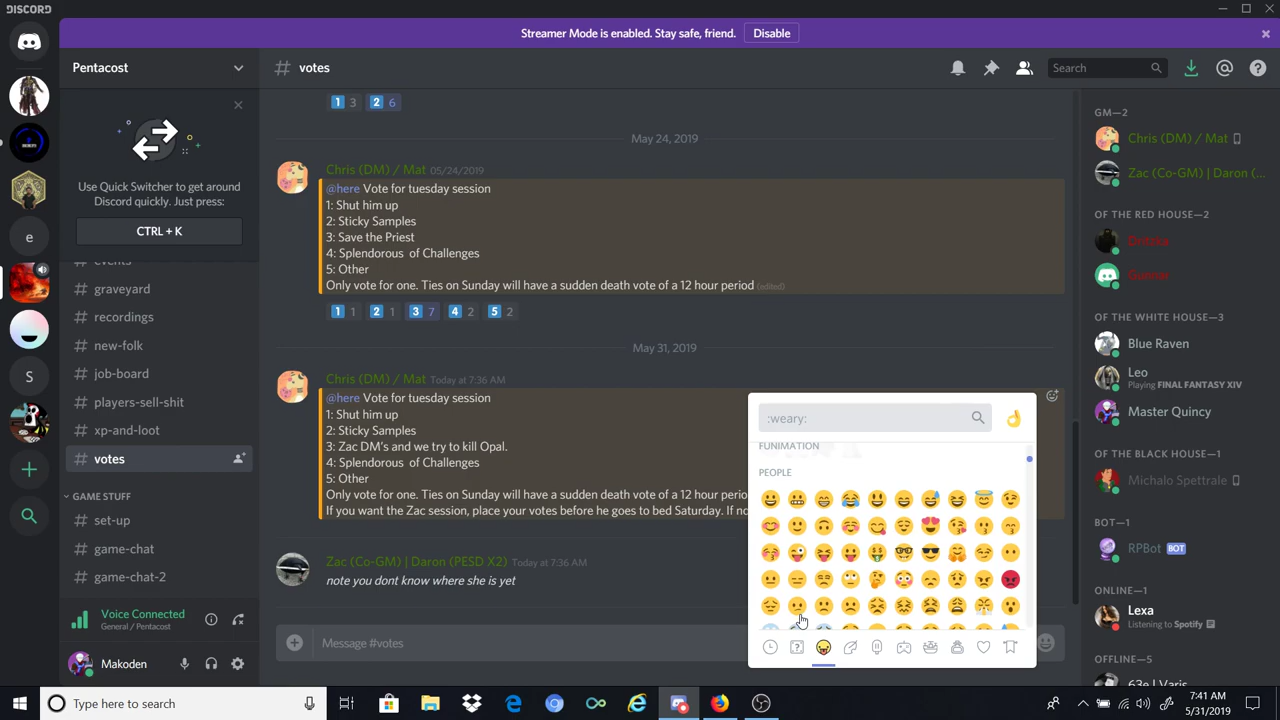 DISCORD
Streamer Mode is enabled. Stay safe, friend. Disable
Pentacost
votes
Search
Use Quick Switcher to get around
Discord quickly. Just press:
CTRL + K
events
graveyard
recordings
new-folk
job-board
players-sell-shit
xp-and-loot
votes
GAME STUFF
set-up
game-chat
game-chat-2
Voice Connected
General / Pentacost
Makoden
e
S
1 3 2 6
May 24, 2019
Chris (DM) / Mat 05/24/2019
@here Vote for tuesday session
1: Shut him up
2: Sticky Samples
3: Save the Priest
4: Splendorous of Challenges
5: Other
Only vote for one. Ties on Sunday will have a sudden death vote of a 12 hour period (edited)
1 1 2 1 3 7 4 2 5 2
May 31, 2019
Chris (DM) / Mat Today at 7:36 AM
@here Vote for tuesday session
1: Shut him up
2: Sticky Samples
3: Zac DM's and we try to kill Opal.
4: Splendorous of Challenges
5: Other
Only vote for one. Ties on Sunday will have a sudden death vote of a 12 hour perio
If you want the Zac session, place your votes before he goes to bed Saturday. If no
Zac (Co-GM) | Daron (PESD X2) Today at 7:36 AM
note you dont know where she is yet
Message #votes
:weary:
FUNIMATION
PEOPLE
GM—2
Chris (DM) / Mat
Zac (Co-GM) | Daron (...
OF THE RED HOUSE—2
Drizzka
Gunnor
OF THE WHITE HOUSE—3
Blue Raven
Leo
Playing FINAL FANTASY XIV
Master Quincy
OF THE BLACK HOUSE—1
Michalo Spettrale
BOT—1
RPBot BOT
ONLINE—1
Lexa
Listening to Spotify
OFFLINE—5
63e | Varis
Type here to search
7:41 AM
5/31/2019